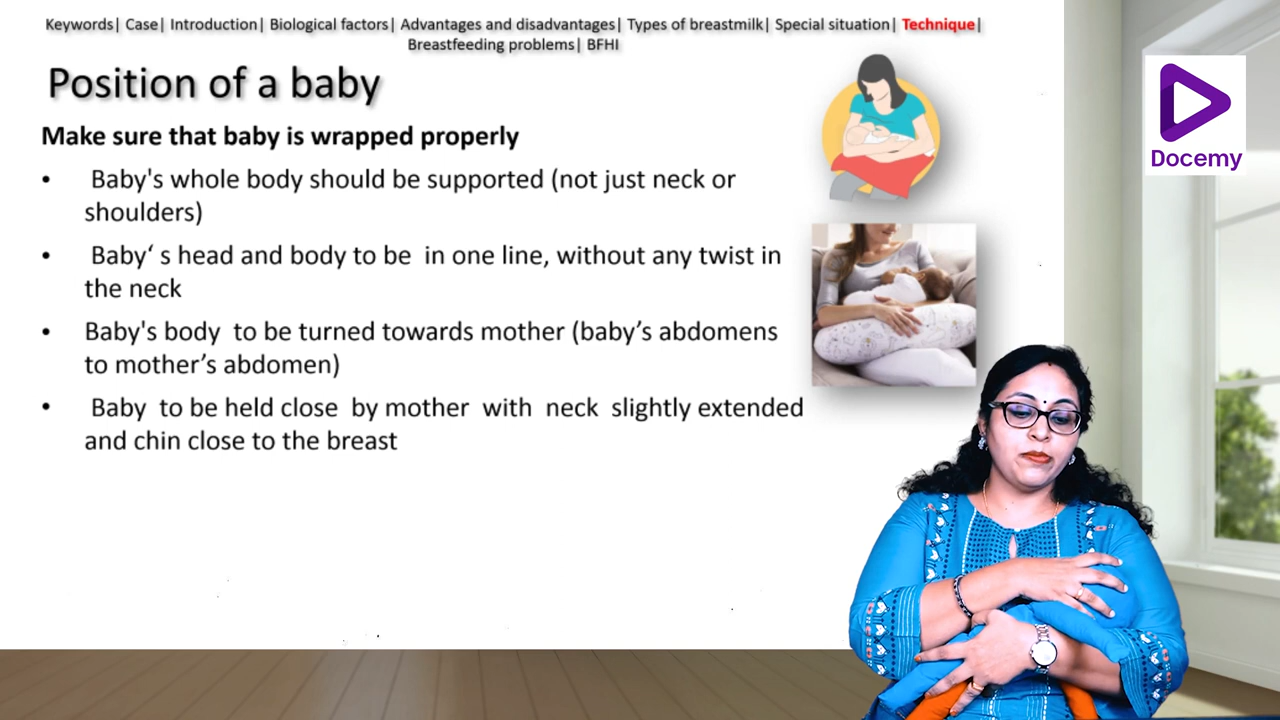 Keywords| Case| Introduction| Biological factors| Advantages and disadvantages| Types of breastmilk| Special situation| Technique|
Breastfeeding problems| BFHI
Position of a baby
Make sure that baby is wrapped properly
• Baby's whole body should be supported (not just neck or
shoulders)
• Baby‘ s head and body to be in one line, without any twist in
the neck
• Baby's body to be turned towards mother (baby’s abdomens
to mother’s abdomen)
• Baby to be held close by mother with neck slightly extended
and chin close to the breast
Docemy